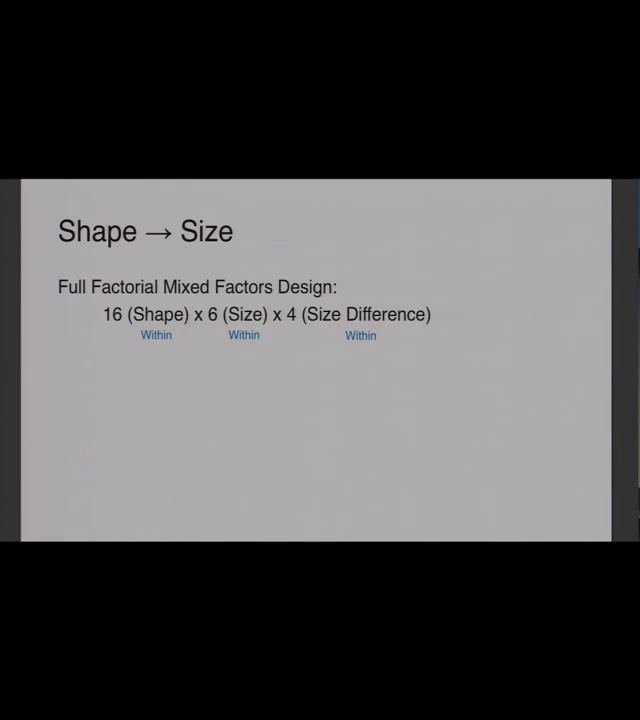 Shape → Size
Full Factorial Mixed Factors Design:
16 (Shape) x 6 (Size) x 4 (Size Difference)
Within Within Within